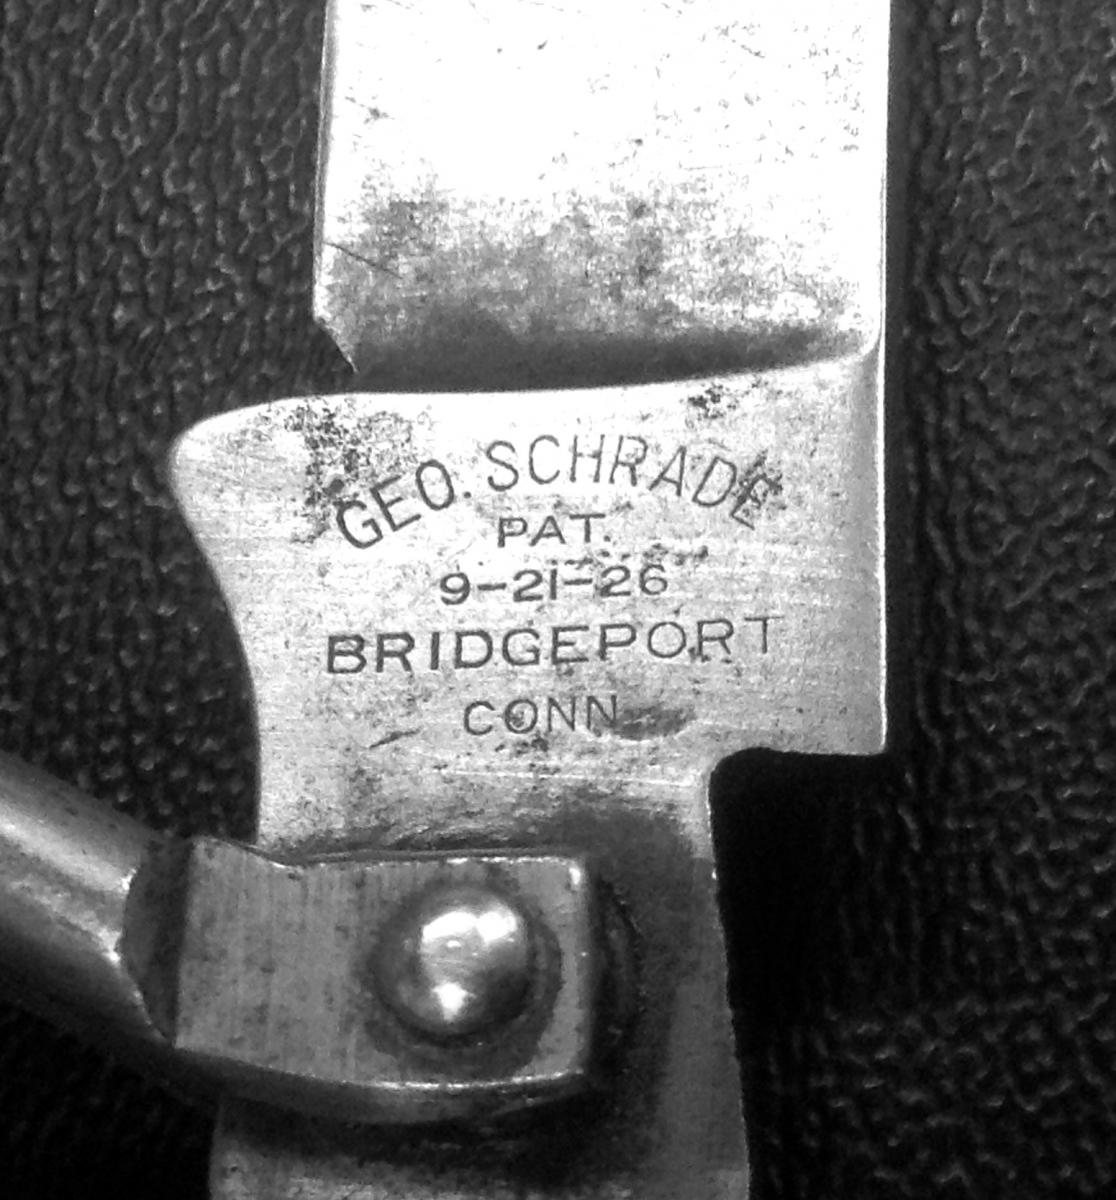 GEO. SCHRADE
PAT.
9-21-26
BRIDGEPORT
CONN